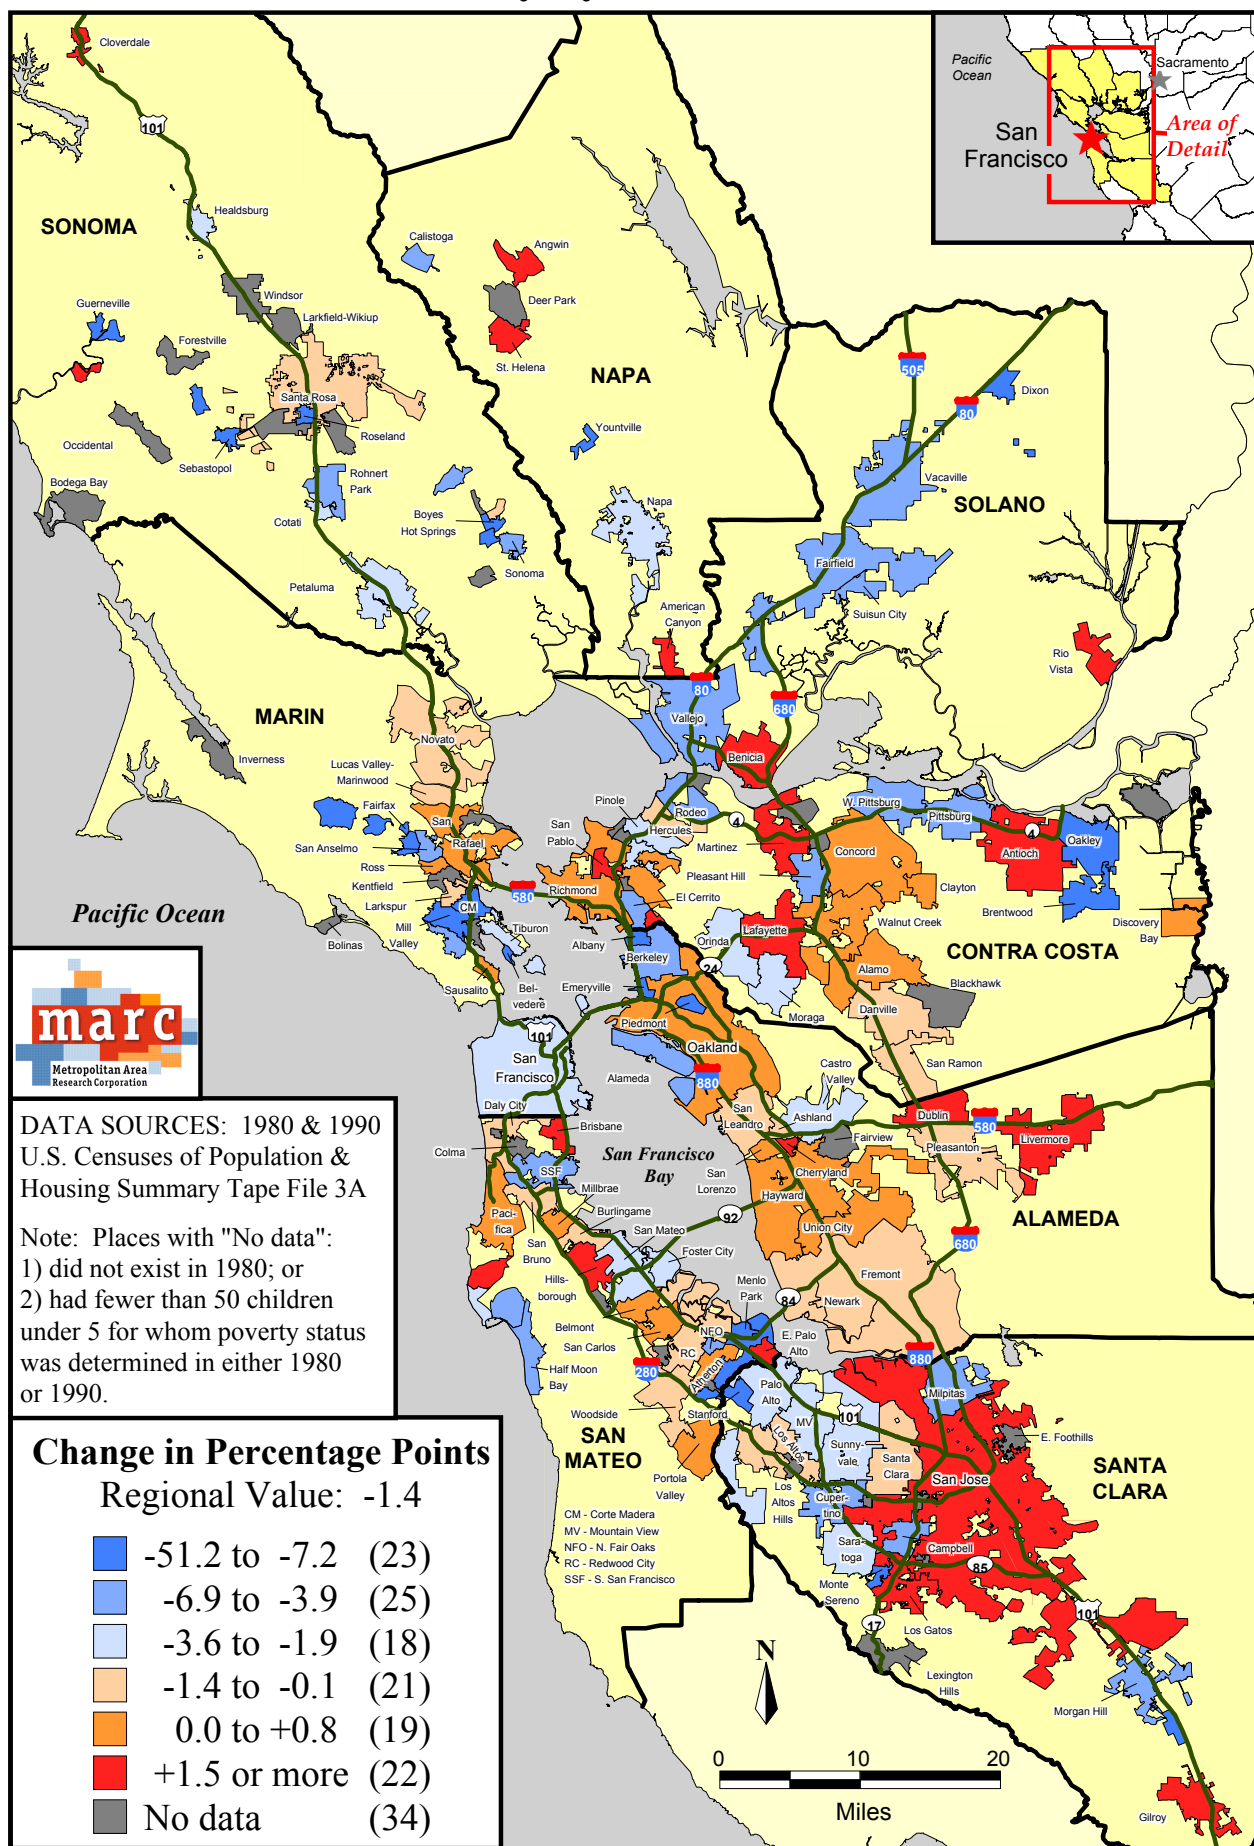 Cloverdale
101
Healdsburg
SONOMA
Calistoga
Angwin
Guerneville
Windsor
Deer Park
Larkfield-Wikiup
Forestville
St. Helena
NAPA
Santa Rosa
Roseland
Yountville
Occidental
Sebastopol
Rohnert
Park
Bodega Bay
Napa
Boyes
Hot Springs
Cotati
Sonoma
Petaluma
American
Canyon
Pacific
Ocean
Sacramento
San
Francisco
Area of
Detail
505
80
Dixon
Vacaville
SOLANO
Fairfield
Suisun City
Rio
Vista
80
680
Vallejo
Benicia
MARIN
Novato
Inverness
Lucas Valley-
Marinwood
Fairfax
San
Rafael
San Anselmo
Ross
Kentfield
Larkspur
CM
Mill
Valley
Tiburon
Bolinas
Sausalito
Bel-
vedere
Pacific Ocean
Pinole
Rodeo
San
Pablo
Hercules
4
Martinez
W. Pittsburg
Pittsburg
4
Antioch
Oakley
Concord
Pleasant Hill
Clayton
Brentwood
580
Richmond
El Cerrito
Walnut Creek
Discovery
Bay
Albany
Orinda
Lafayette
CONTRA COSTA
Berkeley
24
Alamo
Blackhawk
Emeryville
Moraga
Danville
Piedmont
Oakland
San Ramon
101
San
Francisco
Alameda
880
Castro
Valley
Daly City
San
Leandro
Ashland
Dublin
580
Livermore
Brisbane
Fairview
Pleasanton
Colma
San Francisco
Bay
SSF
San
Lorenzo
Cherryland
Millbrae
Hayward
Burlingame
92
Paci-
fica
San Mateo
Union City
ALAMEDA
San
Bruno
Foster City
680
Hills-
borough
Menlo
Park
Fremont
84
Newark
Belmont
NFO
E. Palo
Alto
San Carlos
RC
880
Half Moon
Bay
280
Atherton
Palo
Alto
Milpitas
Woodside
Stanford
MV
101
SAN
MATEO
Los Altos
Sunny-
vale
Santa
Clara
E. Foothills
San Jose
SANTA
CLARA
Portola
Valley
Los
Altos
Hills
Cuper-
tino
Sara-
toga
Campbell
85
Monte
Sereno
101
17
Los Gatos
Lexington
Hills
Morgan Hill
Gilroy
marc
Metropolitan Area
Research Corporation
DATA SOURCES: 1980 & 1990
U.S. Censuses of Population &
Housing Summary Tape File 3A
Note: Places with "No data":
1) did not exist in 1980; or
2) had fewer than 50 children
under 5 for whom poverty status
was determined in either 1980
or 1990.
Change in Percentage Points
Regional Value: -1.4
-51.2 to -7.2 (23)
-6.9 to -3.9 (25)
-3.6 to -1.9 (18)
-1.4 to -0.1 (21)
0.0 to +0.8 (19)
+1.5 or more (22)
No data (34)
CM - Corte Madera
MV - Mountain View
NFO - N. Fair Oaks
RC - Redwood City
SSF - S. San Francisco
N
0 10 20
Miles